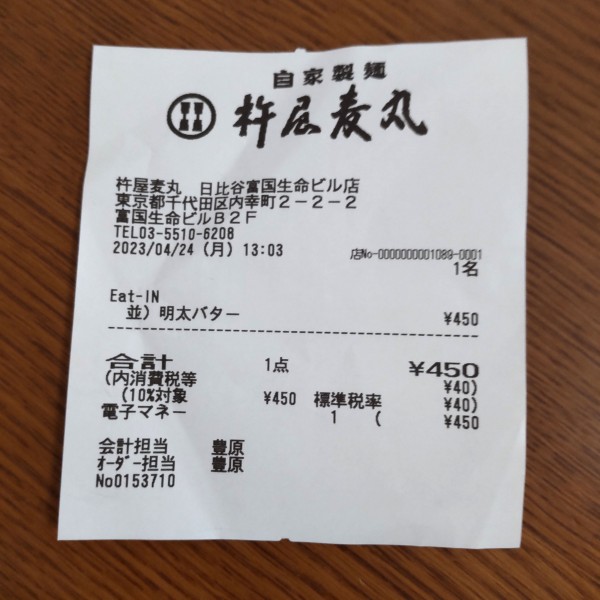 自家製麺
杵屋麦丸
杵屋麦丸 日比谷富国生命ビル店
東京都千代田区内幸町2-2-2
富国生命ビルB2F
TEL03-5510-6208
2023/04/24 (月) 13:03
店No-0000000001089-0001
1名
Eat-IN
並) 明太バター ¥450
合計 1点 ¥450
(内消費税等 ¥40)
(10%対象 ¥450 標準税率 ¥40)
電子マネー 1 ( ¥450
会計担当 豊原
オーダー担当 豊原
No0153710